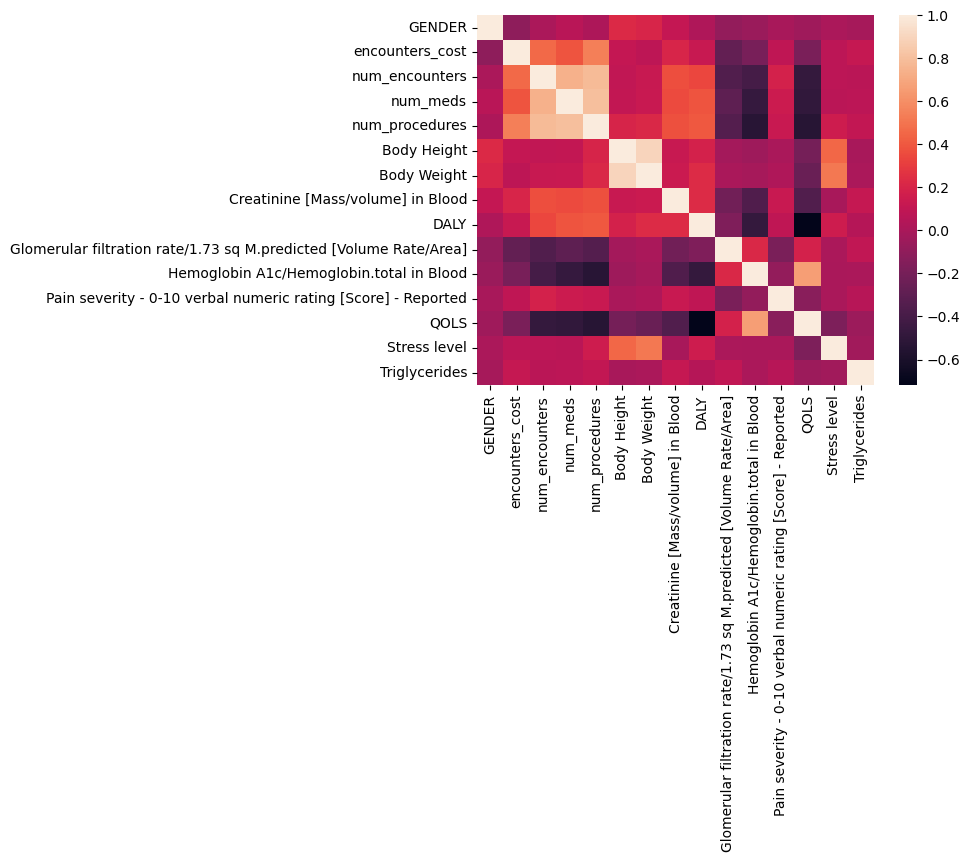 GENDER
encounters_cost
num_encounters
num_meds
num_procedures
Body Height
Body Weight
Creatinine [Mass/volume] in Blood
DALY
Glomerular filtration rate/1.73 sq M.predicted [Volume Rate/Area]
Hemoglobin A1c/Hemoglobin.total in Blood
Pain severity - 0-10 verbal numeric rating [Score] - Reported
QOLS
Stress level
Triglycerides
GENDER
encounters_cost
num_encounters
num_meds
num_procedures
Body Height
Body Weight
Creatinine [Mass/volume] in Blood
DALY
Glomerular filtration rate/1.73 sq M.predicted [Volume Rate/Area]
Hemoglobin A1c/Hemoglobin.total in Blood
Pain severity - 0-10 verbal numeric rating [Score] - Reported
QOLS
Stress level
Triglycerides
1.0
0.8
0.6
0.4
0.2
0.0
−0.2
−0.4
−0.6